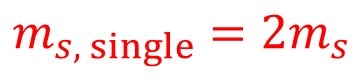 m_{s, single} = 2m_s